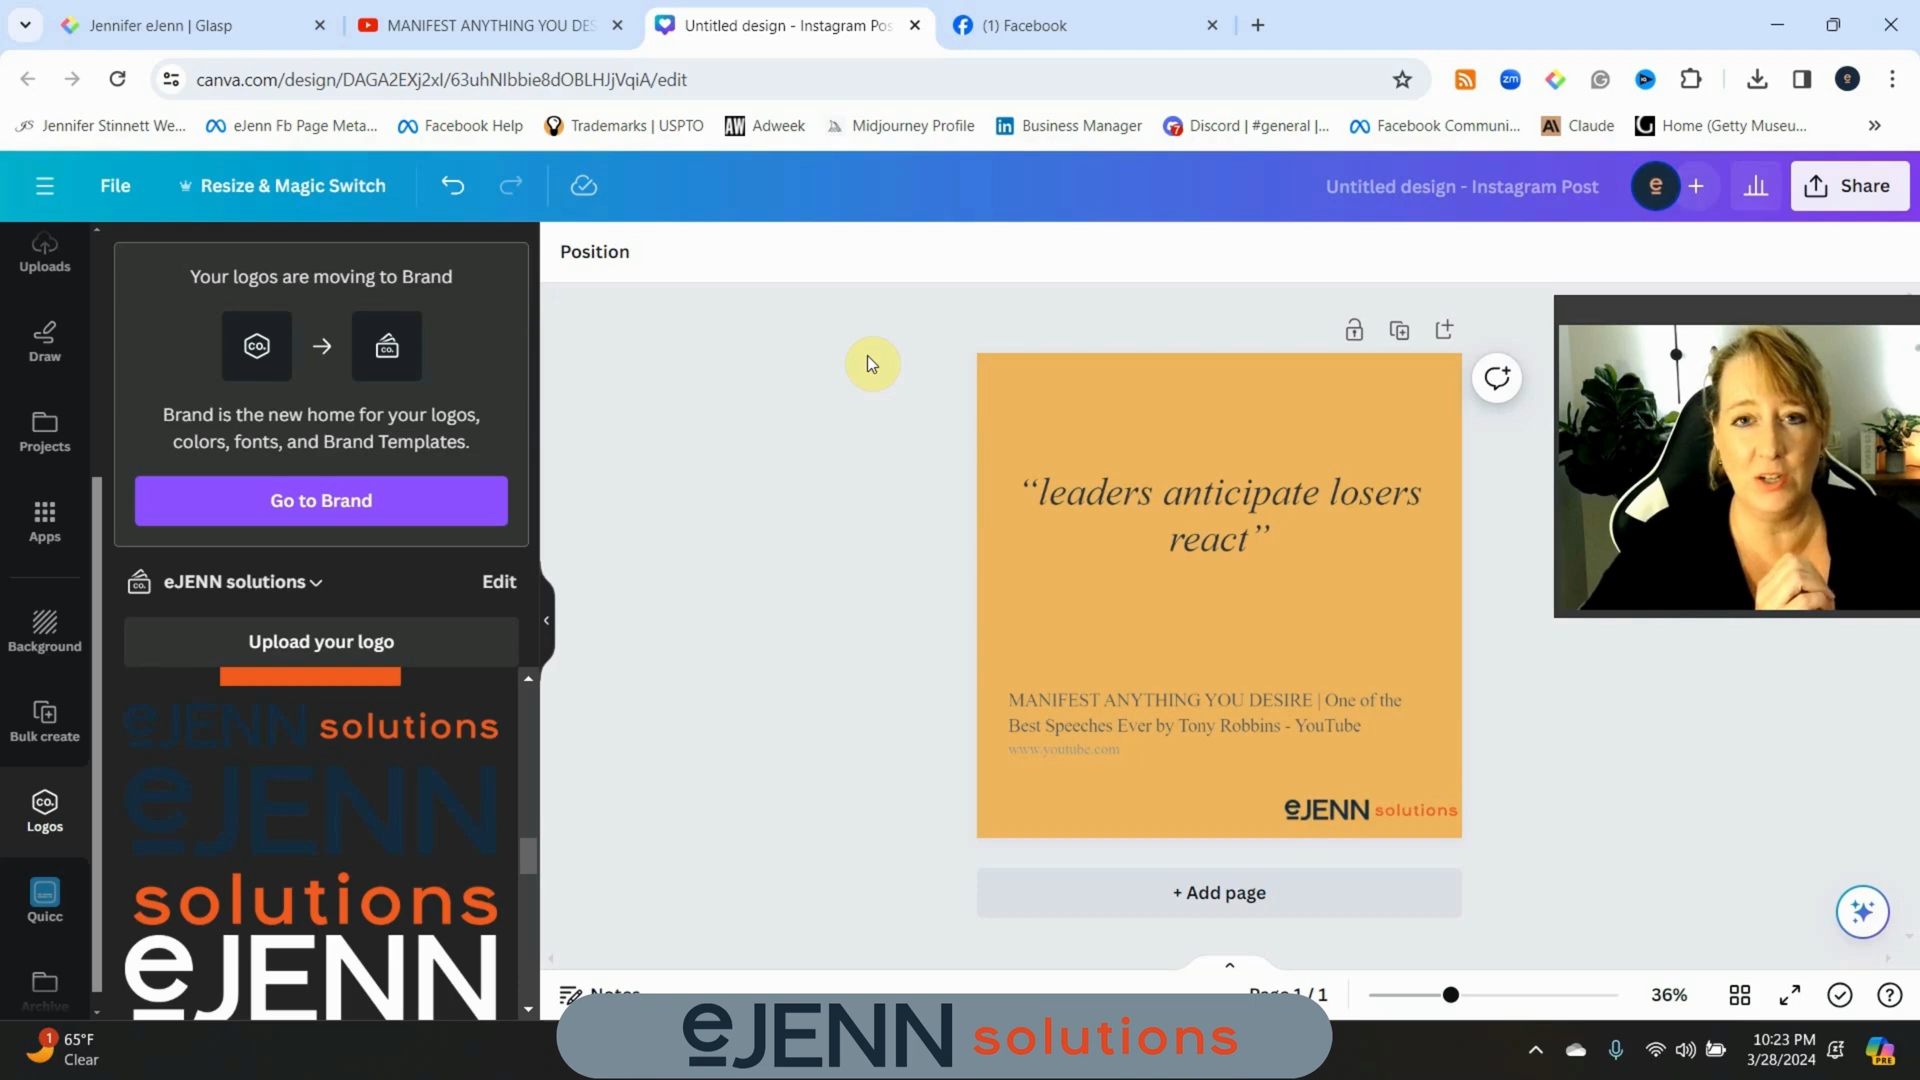 Jennifer eJenn | Glasp
MANIFEST ANYTHING YOU DES
Untitled design - Instagram Pos
(1) Facebook
canva.com/design/DAGA2EXj2xI/63uhNIbbie8dOBLHJjVqiA/edit
Jennifer Stinnett We...
eJenn Fb Page Meta...
Facebook Help
Trademarks | USPTO
Adweek
Midjourney Profile
Business Manager
Discord | #general |...
Facebook Communi...
Claude
Home (Getty Museu...
File
Resize & Magic Switch
Untitled design - Instagram Post
Share
Position
Uploads
Draw
Projects
Apps
Background
Bulk create
Logos
Quicc
Archive
Your logos are moving to Brand
CO.
CO.
Brand is the new home for your logos,
colors, fonts, and Brand Templates.
Go to Brand
eJENN solutions
Edit
Upload your logo
eJENN solutions
eJENN
solutions
eJENN
“leaders anticipate losers
react”
MANIFEST ANYTHING YOU DESIRE | One of the
Best Speeches Ever by Tony Robbins - YouTube
www.youtube.com
eJENN solutions
+ Add page
Notes
Page 1 / 1
36%
eJENN solutions
1
65°F
Clear
10:23 PM
3/28/2024
PRE